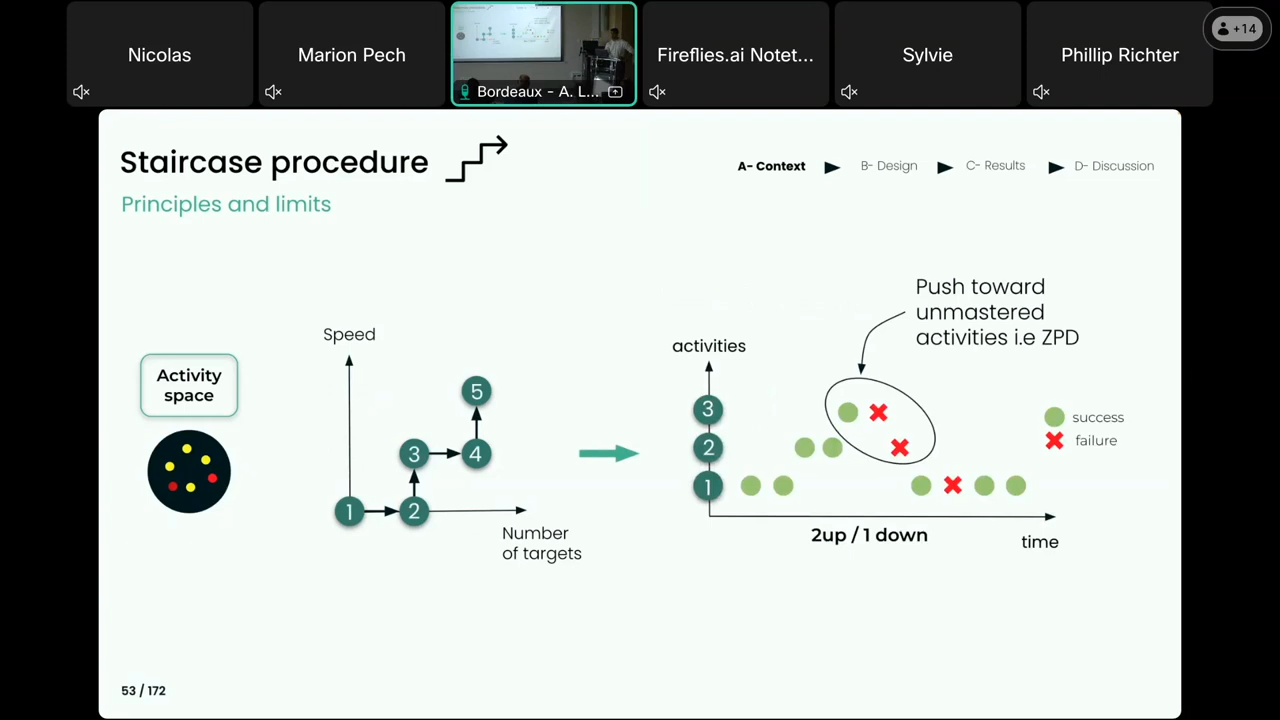 Nicolas
Marion Pech
Bordeaux - A. L...
Fireflies.ai Notet...
Sylvie
Phillip Richter
+14
Staircase procedure
Principles and limits
A- Context
B- Design
C- Results
D- Discussion
Activity
space
Speed
5
3
4
1
2
Number
of targets
activities
3
2
1
Push toward
unmastered
activities i.e ZPD
success
failure
2up / 1 down
time
53 / 172